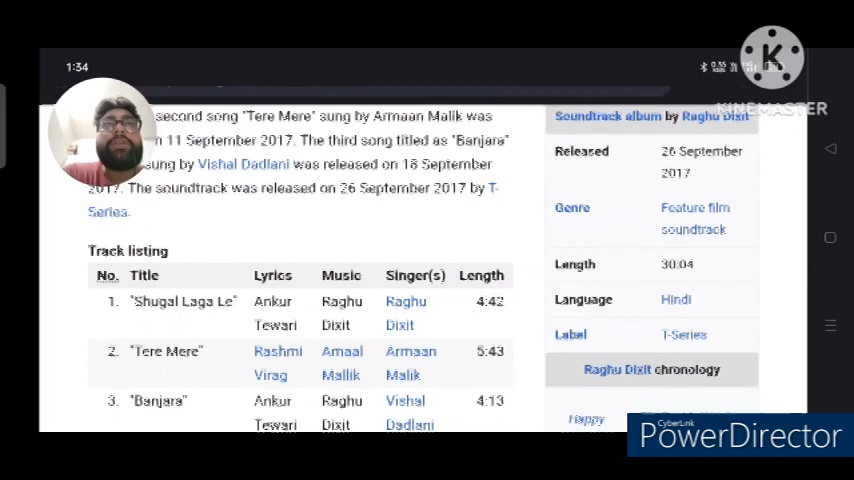 1:34
KINEMASTER
second song "Tere Mere" sung by Armaan Malik was
n 11 September 2017. The third song titled as "Banjara"
sung by Vishal Dadlani was released on 18 September
2017. The soundtrack was released on 26 September 2017 by T-
Series.
Track listing
No. Title Lyrics Music Singer(s) Length
1. "Shugal Laga Le" Ankur Raghu Raghu 4:42
Tewari Dixit Dixit
2. "Tere Mere" Rashmi Amaal Armaan 5:43
Virag Mallik Malik
3. "Banjara" Ankur Raghu Vishal 4:13
Tewari Dixit Dadlani
Soundtrack album by Raghu Dixit
Released 26 September
2017
Genre Feature film
soundtrack
Length 30:04
Language Hindi
Label T-Series
Raghu Dixit chronology
Happy
CyberLink
PowerDirector